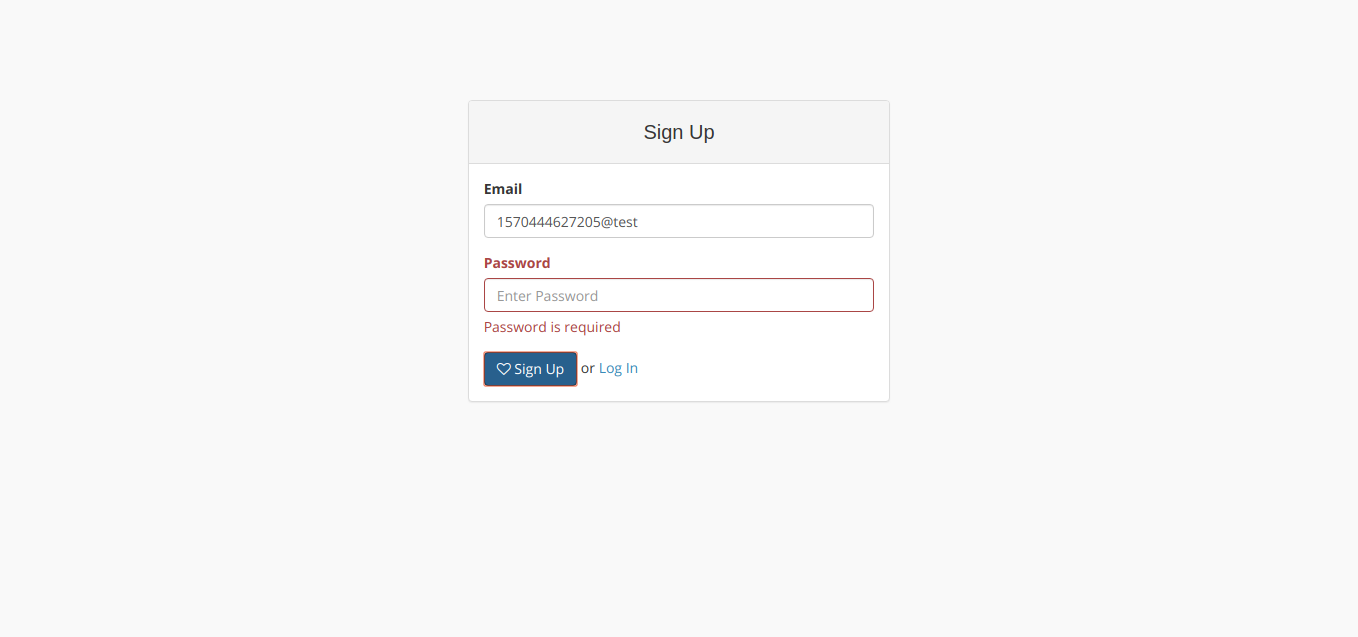 Sign Up
Email
1570444627205@test
Password
Enter Password
Password is required
Sign Up or Log In